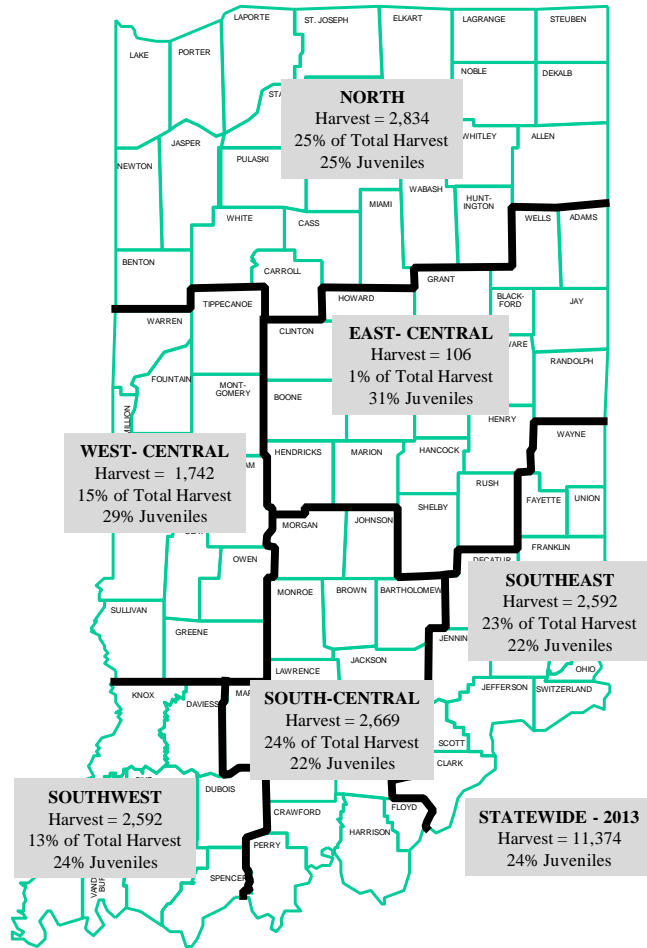 LAPORTE
ST. JOSEPH
ELKART
LAGRANGE
STEUBEN
LAKE
PORTER
NOBLE
DEKALB
NORTH
Harvest = 2,834
25% of Total Harvest
25% Juveniles
JASPER
PULASKI
WHITLEY
ALLEN
NEWTON
WABASH
MIAMI
HUNT-
INGTON
WHITE
CASS
WELLS
ADAMS
BENTON
CARROLL
GRANT
TIPPECANOE
HOWARD
BLACK-
FORD
JAY
WARREN
CLINTON
EAST- CENTRAL
Harvest = 106
1% of Total Harvest
31% Juveniles
RANDOLPH
FOUNTAIN
MONT-
GOMERY
BOONE
HENRY
WAYNE
WEST- CENTRAL
Harvest = 1,742
15% of Total Harvest
29% Juveniles
HENDRICKS
MARION
HANCOCK
RUSH
FAYETTE
UNION
SHELBY
MORGAN
JOHNSON
FRANKLIN
OWEN
DECATUR
MONROE
BROWN
BARTHOLOMEW
SOUTHEAST
Harvest = 2,592
23% of Total Harvest
22% Juveniles
SULLIVAN
GREENE
JENNIN
JACKSON
LAWRENCE
OHIO
JEFFERSON
SWITZERLAND
KNOX
DAVIESS
MAR
SOUTH-CENTRAL
Harvest = 2,669
24% of Total Harvest
22% Juveniles
SCOTT
CLARK
DUBOIS
SOUTHWEST
Harvest = 2,592
13% of Total Harvest
24% Juveniles
CRAWFORD
FLOYD
HARRISON
PERRY
SPENCER
STATEWIDE - 2013
Harvest = 11,374
24% Juveniles